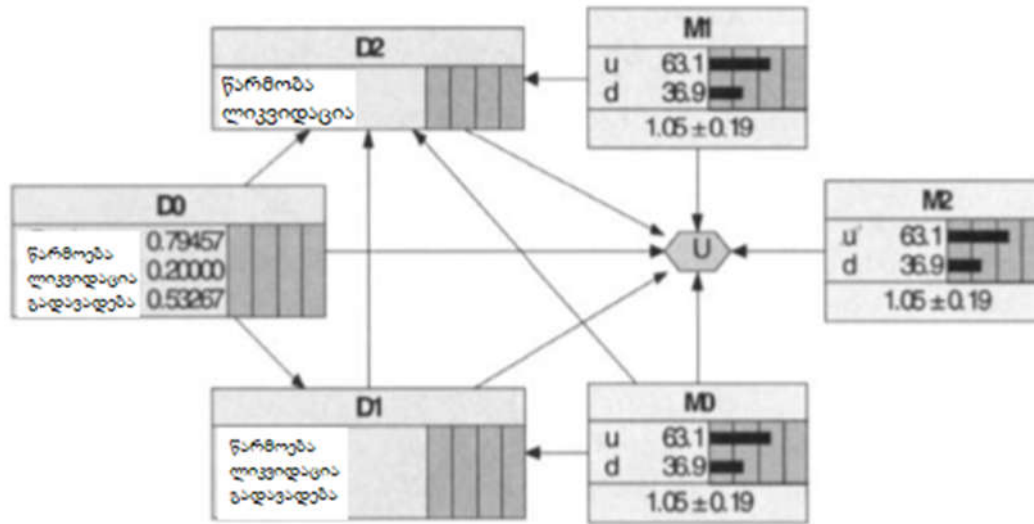 D2
წარმობა
ლიკვიდაცია
M1
u 63.1
d 36.9
1.05 ± 0.19
D0
წარმოება 0.79457
ლიკვიდაცია 0.20000
გადავადება 0.53267
U
M2
u 63.1
d 36.9
1.05 ± 0.19
D1
წარმოება
ლიკვიდაცია
გადავადება
M0
u 63.1
d 36.9
1.05 ± 0.19